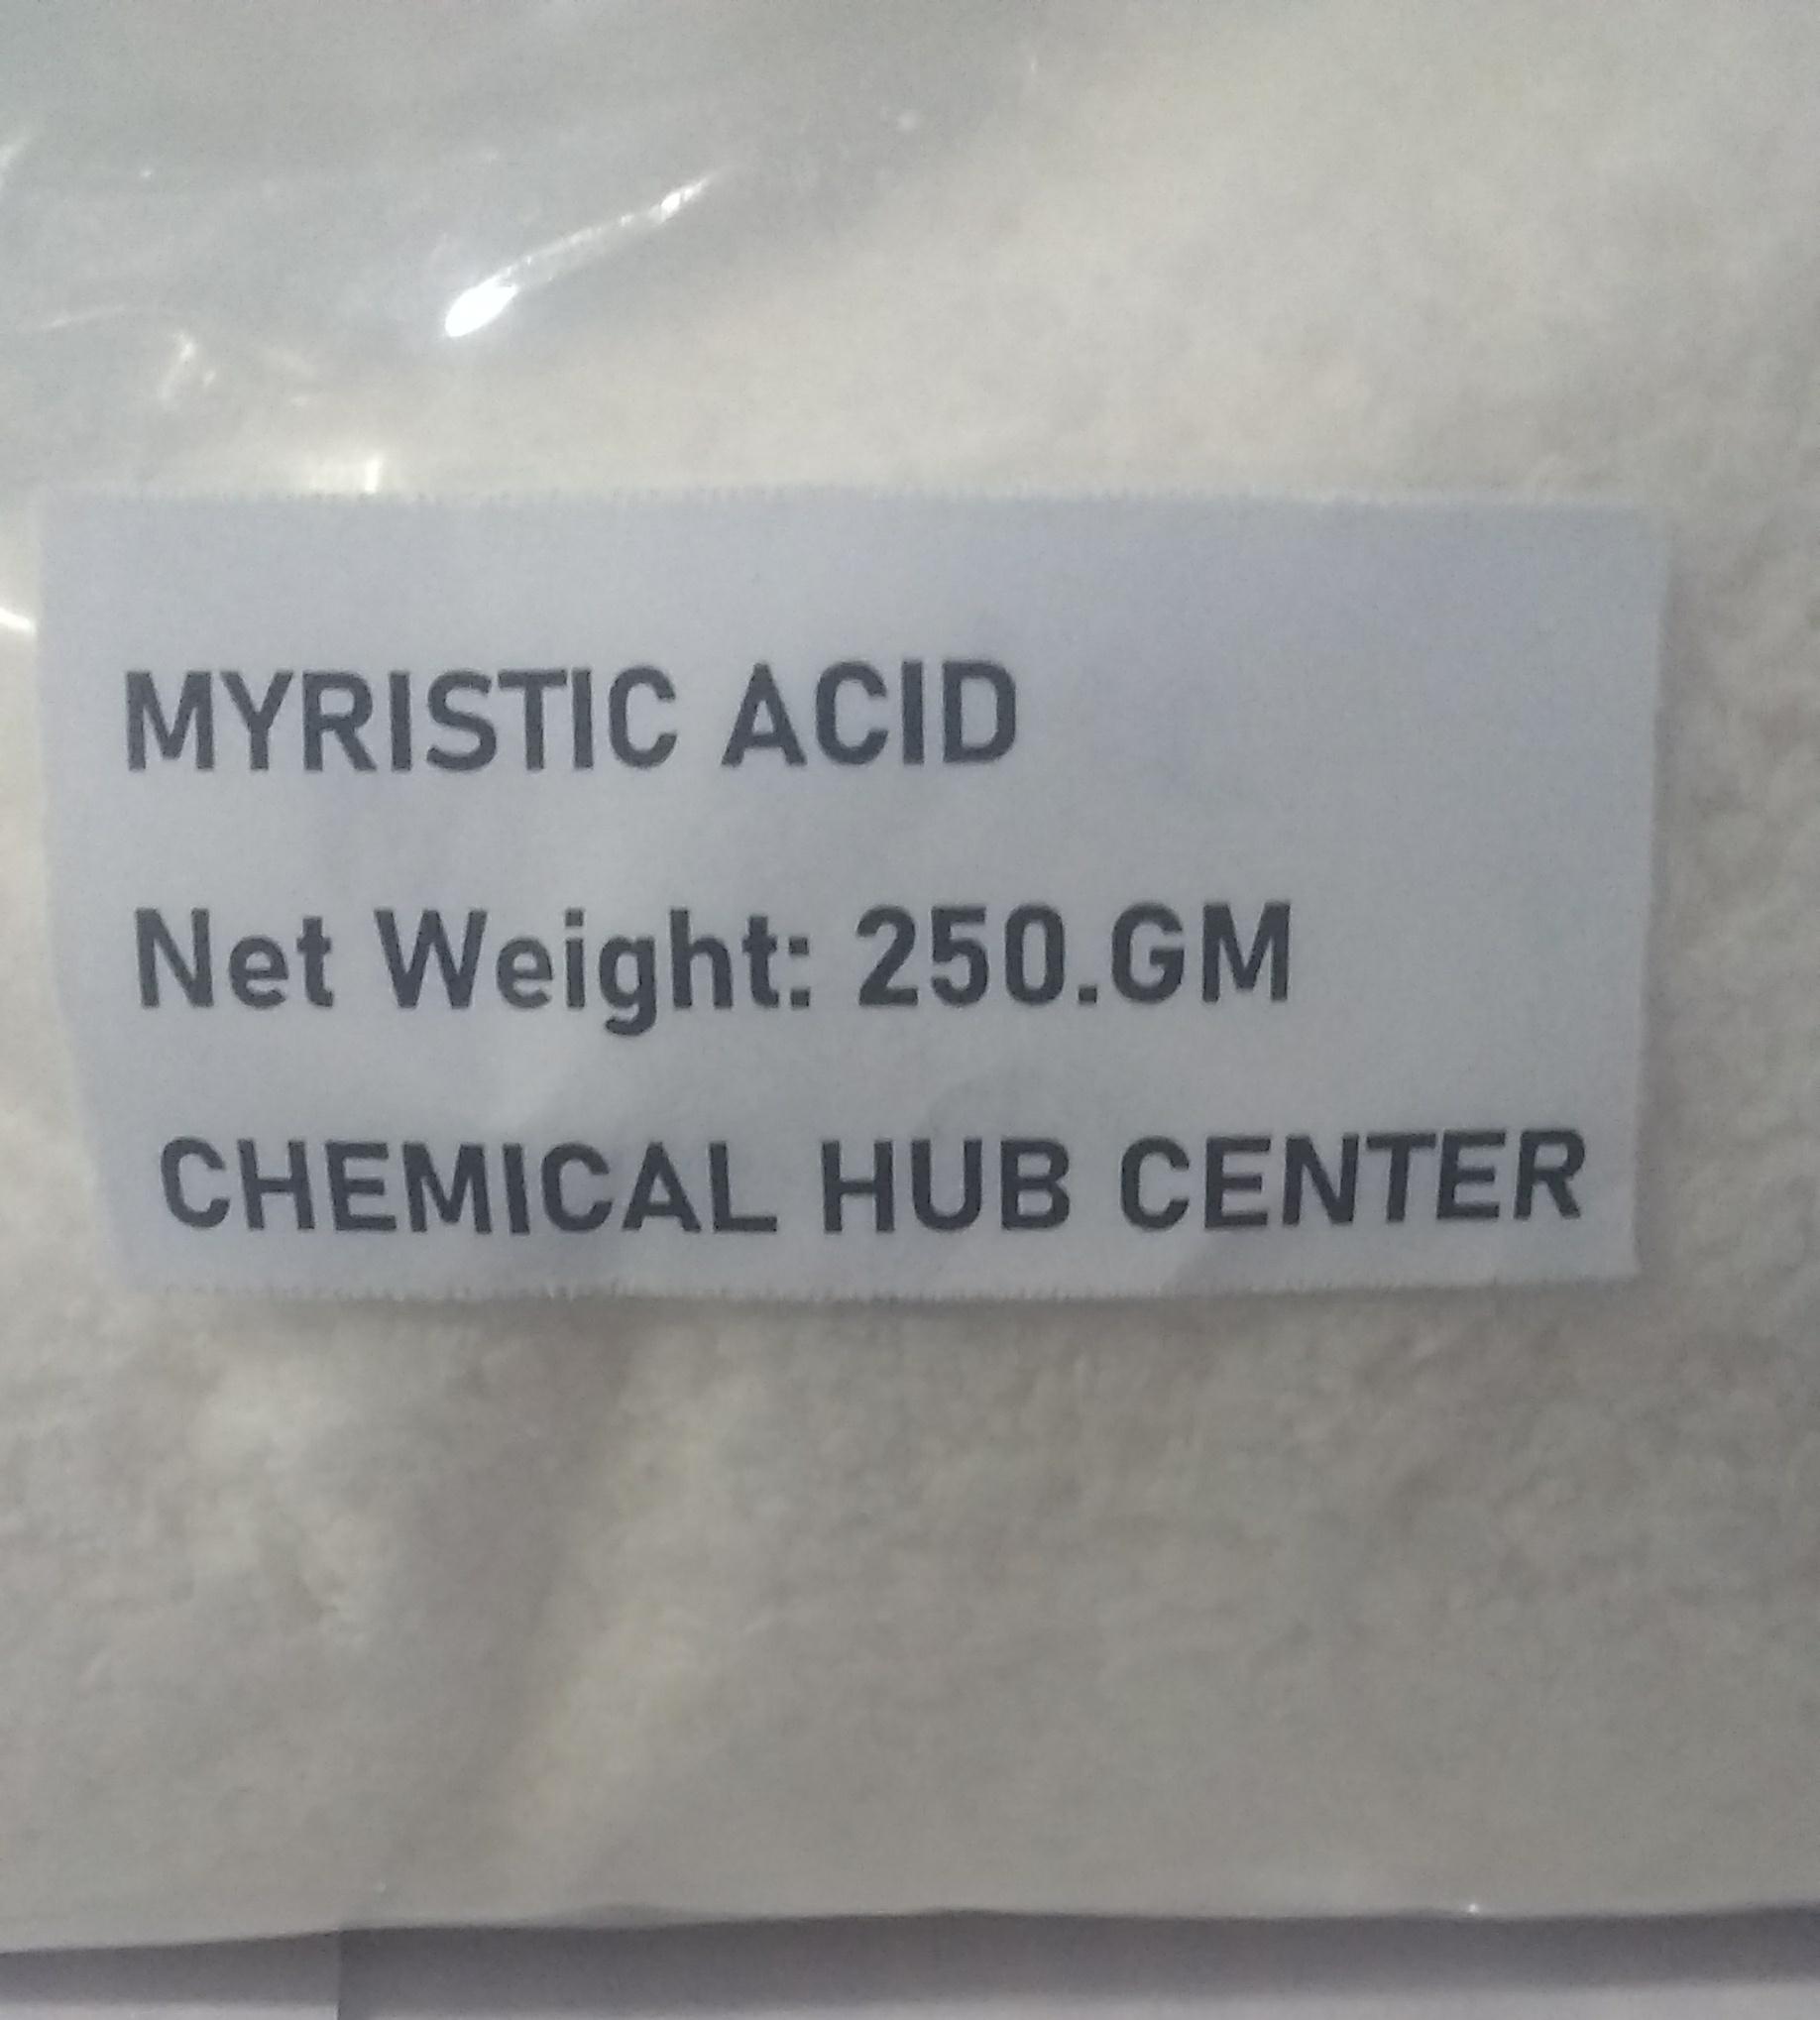 MYRISTIC ACID
Net Weight: 250.GM
CHEMICAL HUB CENTER